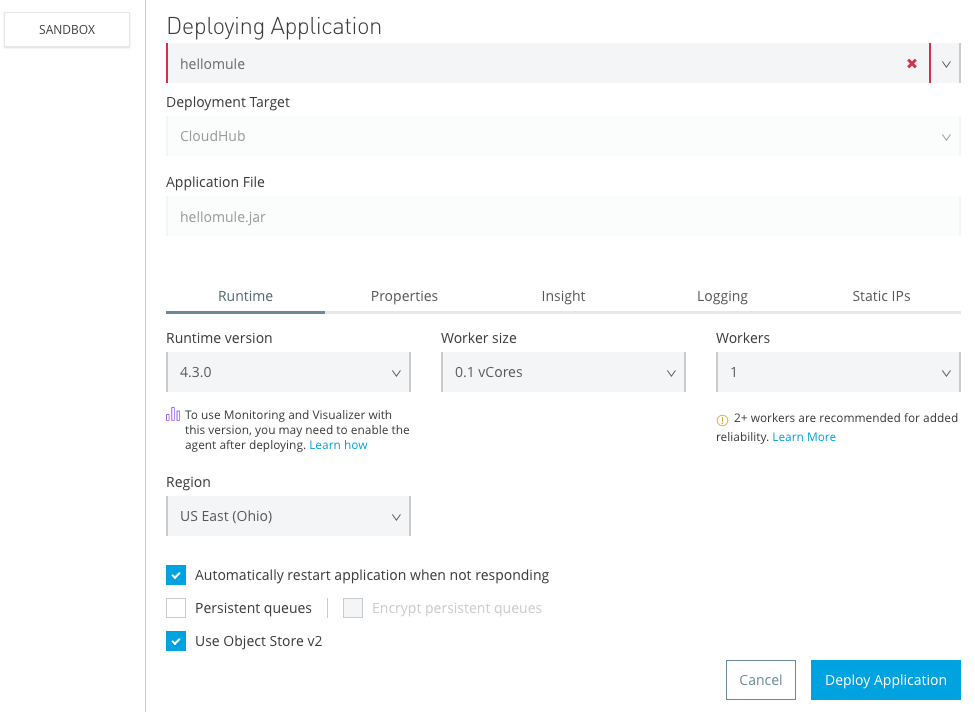 SANDBOX
Deploying Application
hellomule
Deployment Target
CloudHub
Application File
hellomule.jar
Runtime Properties Insight Logging Static IPs
Runtime version Worker size Workers
4.3.0 0.1 vCores 1
To use Monitoring and Visualizer with
this version, you may need to enable the
agent after deploying. Learn how
2+ workers are recommended for added
reliability. Learn More
Region
US East (Ohio)
Automatically restart application when not responding
Persistent queues Encrypt persistent queues
Use Object Store v2
Cancel Deploy Application